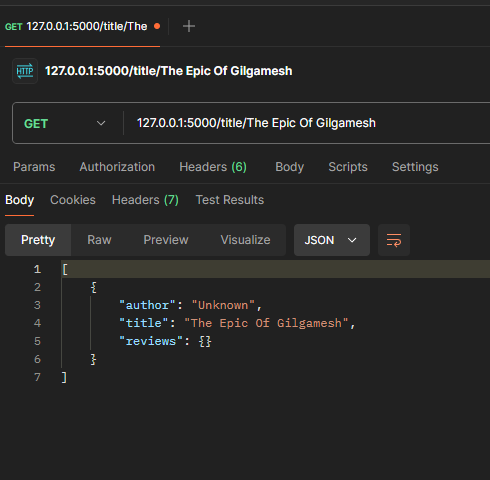 GET 127.0.0.1:5000/title/The
HTTP 127.0.0.1:5000/title/The Epic Of Gilgamesh
GET 127.0.0.1:5000/title/The Epic Of Gilgamesh
Params Authorization Headers (6) Body Scripts Settings
Body Cookies Headers (7) Test Results
Pretty Raw Preview Visualize JSON
1 [
2 {
3 "author": "Unknown",
4 "title": "The Epic Of Gilgamesh",
5 "reviews": {}
6 }
7 ]